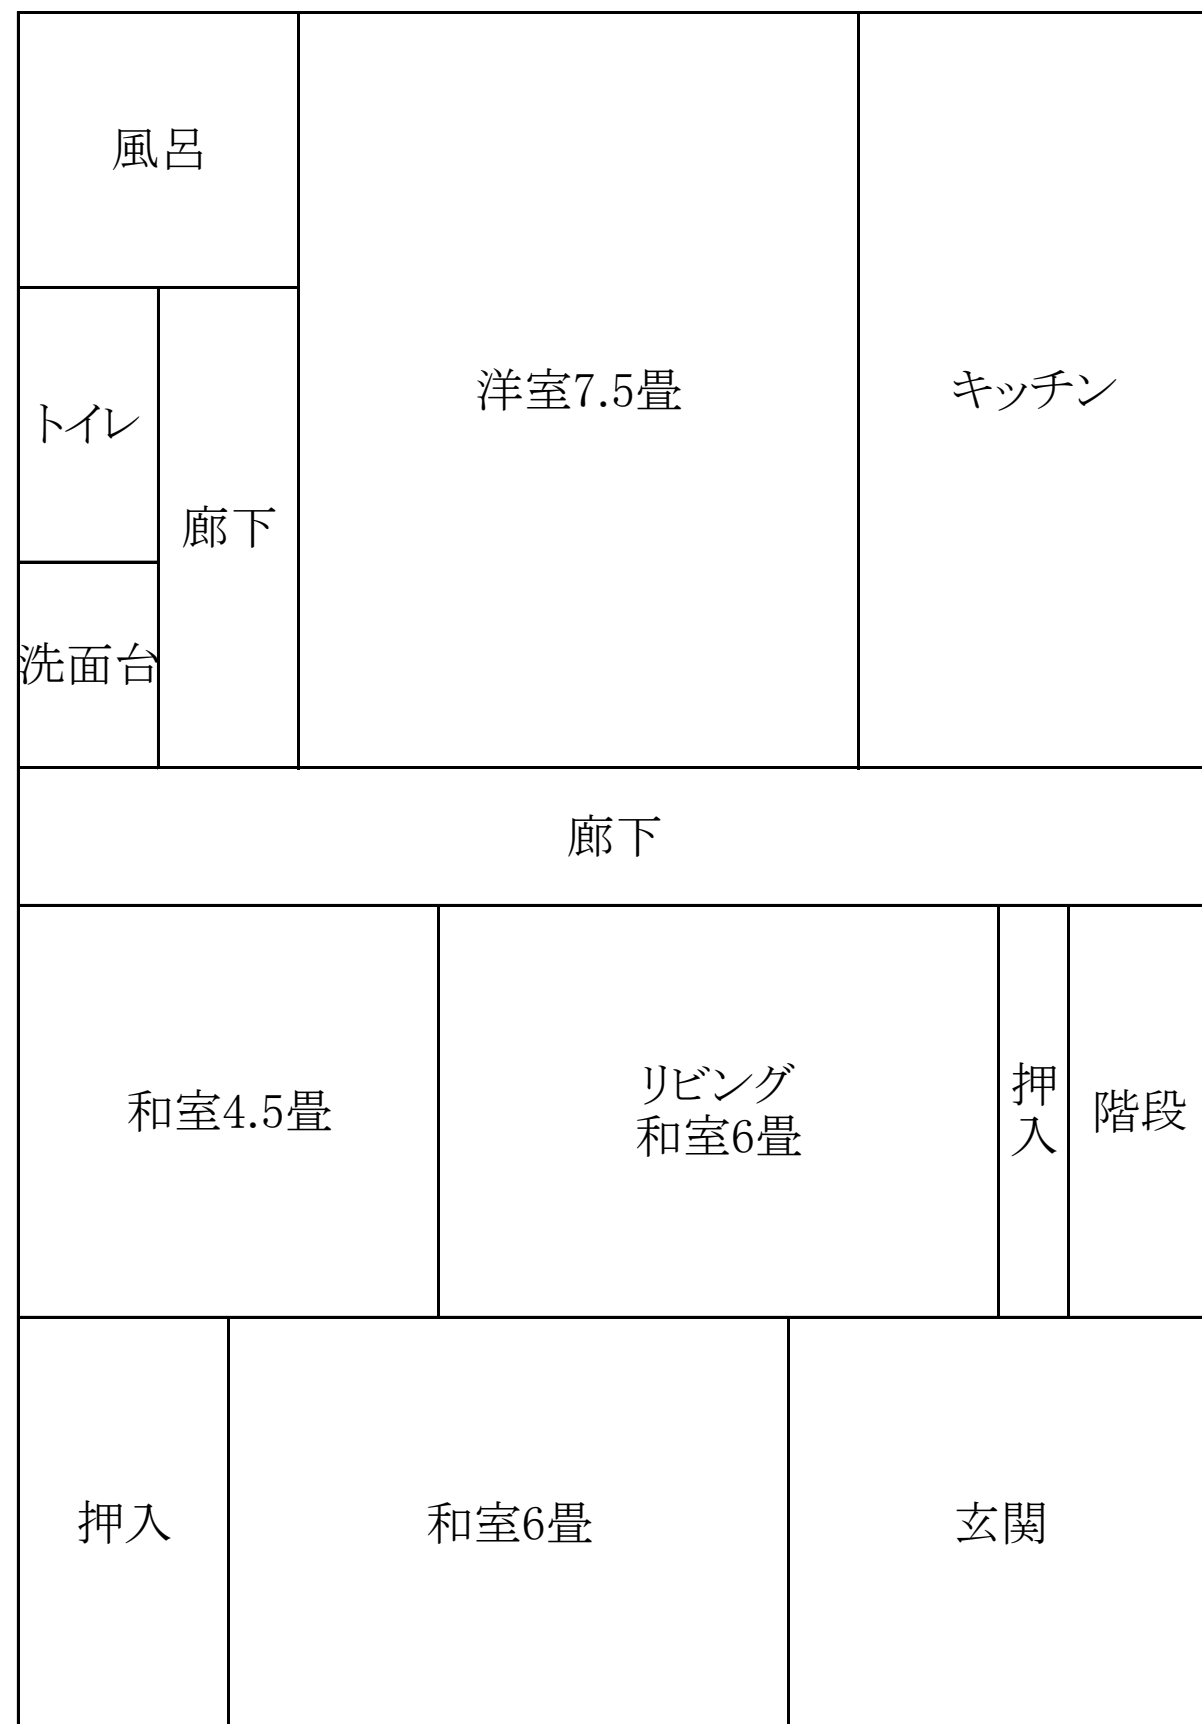 風呂
洋室7.5畳
キッチン
トイレ
廊下
洗面台
廊下
和室4.5畳
リビング
和室6畳
押
入
階段
押入
和室6畳
玄関